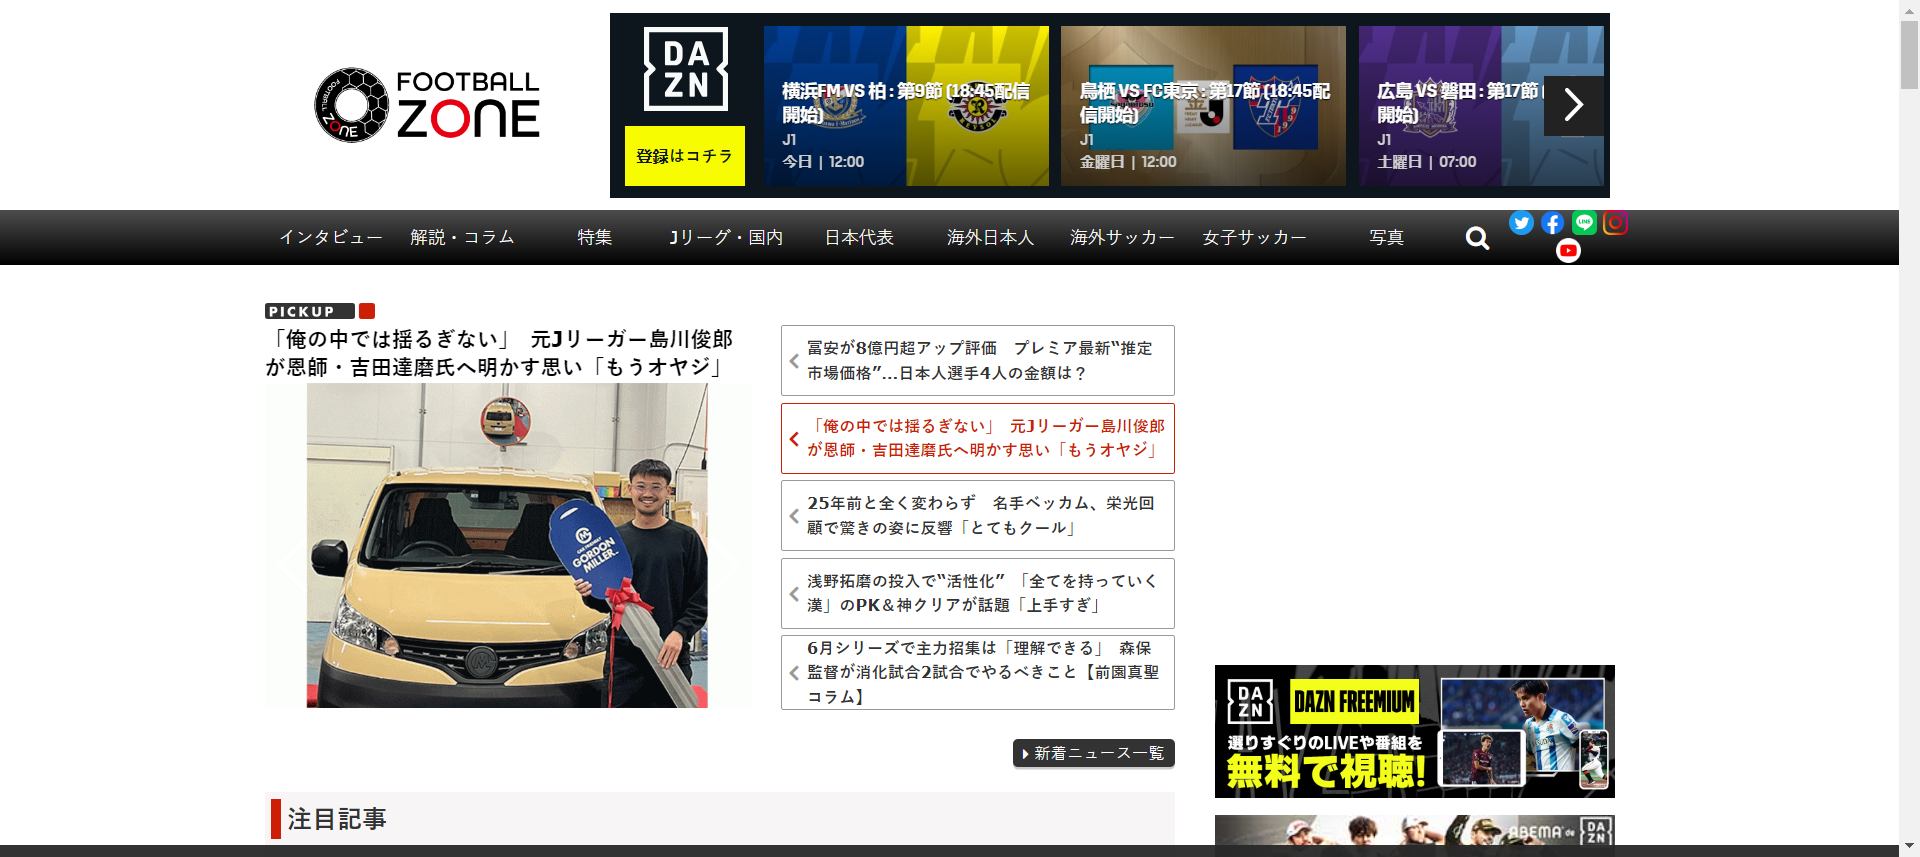 FOOTBALL
ZONE
FOOTBALL
ZONE
DA
ZN
登録はコチラ
横浜FM VS 柏 : 第9節 (18:45配信
開始)
J1
今日 | 12:00
鳥栖 VS FC東京 : 第17節 (18:45配
信開始)
J1
金曜日 | 12:00
広島 VS 磐田 : 第17節 (
開始)
J1
土曜日 | 07:00
インタビュー 解説・コラム 特集 Jリーグ・国内 日本代表 海外日本人 海外サッカー 女子サッカー 写真
LINE
PICKUP
「俺の中では揺るぎない」 元Jリーガー島川俊郎
が恩師・吉田達磨氏へ明かす思い「もうオヤジ」
CAR FRIENDLY
GORDON
MILLER
冨安が8億円超アップ評価 プレミア最新“推定
市場価格”…日本人選手4人の金額は？
「俺の中では揺るぎない」 元Jリーガー島川俊郎
が恩師・吉田達磨氏へ明かす思い「もうオヤジ」
25年前と全く変わらず 名手ベッカム、栄光回
顧で驚きの姿に反響「とてもクール」
浅野拓磨の投入で“活性化” 「全てを持っていく
漢」のPK＆神クリアが話題「上手すぎ」
6月シリーズで主力招集は「理解できる」 森保
監督が消化試合2試合でやるべきこと【前園真聖
コラム】
新着ニュース一覧
注目記事
DA
ZN
DAZN FREEMIUM
選りすぐりのLIVEや番組を
無料で視聴!
ABEMA de
DA
ZN